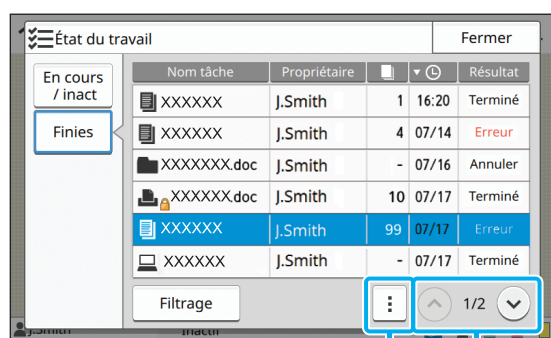 État du travail Fermer
En cours / inact
Finies
Nom tâche Propriétaire Résultat
XXXXXX J.Smith 1 16:20 Terminé
XXXXXX J.Smith 4 07/14 Erreur
XXXXXXX.doc J.Smith - 07/16 Annuler
XXXXXX.doc J.Smith 10 07/17 Terminé
XXXXXX J.Smith 99 07/17 Erreur
XXXXXX J.Smith - 07/17 Terminé
Filtrage 1/2
J.Smith Inactif